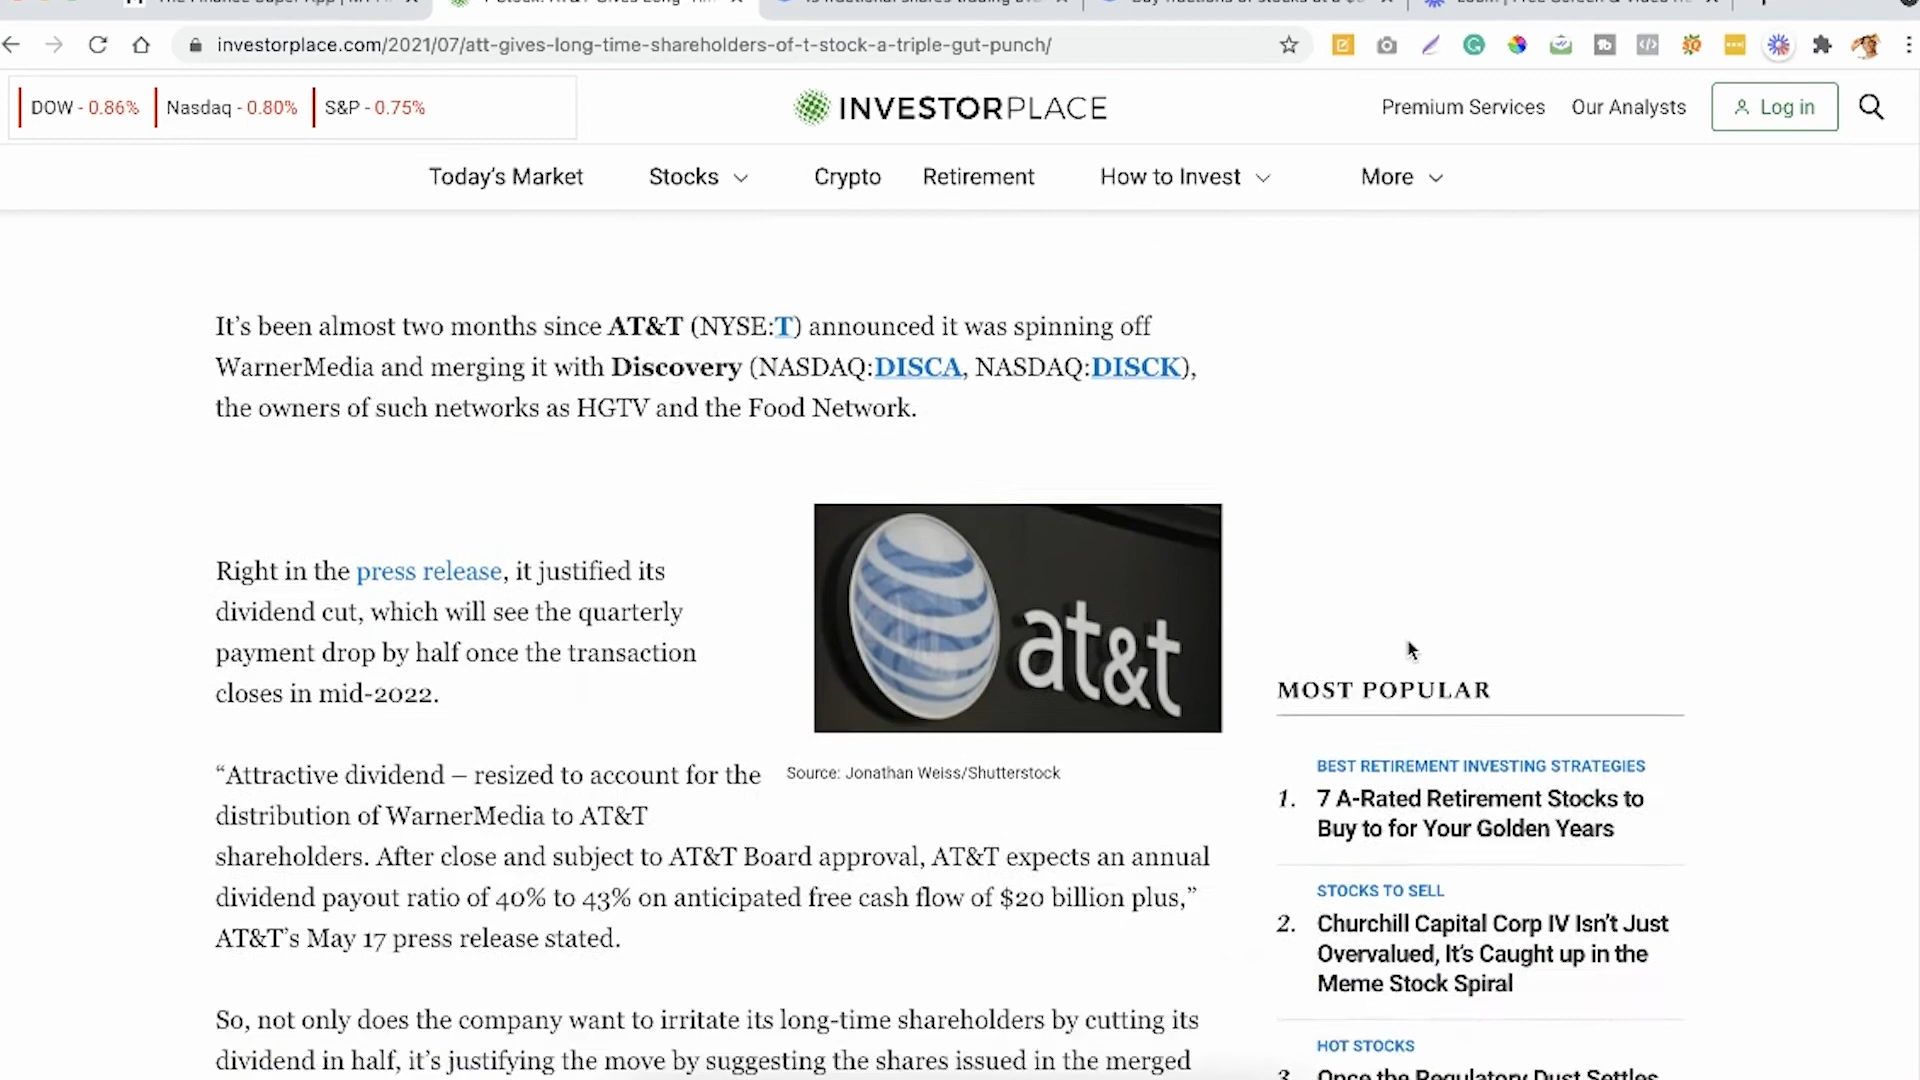 investorplace.com/2021/07/att-gives-long-time-shareholders-of-t-stock-a-triple-gut-punch/
DOW - 0.86% Nasdaq - 0.80% S&P - 0.75%
INVESTORPLACE
Premium Services Our Analysts Log in
Today's Market Stocks Crypto Retirement How to Invest More
It's been almost two months since AT&T (NYSE:T) announced it was spinning off
WarnerMedia and merging it with Discovery (NASDAQ:DISCA, NASDAQ:DISCK),
the owners of such networks as HGTV and the Food Network.
Right in the press release, it justified its
dividend cut, which will see the quarterly
payment drop by half once the transaction
closes in mid-2022.
at&t
Source: Jonathan Weiss/Shutterstock
“Attractive dividend – resized to account for the
distribution of WarnerMedia to AT&T
shareholders. After close and subject to AT&T Board approval, AT&T expects an annual
dividend payout ratio of 40% to 43% on anticipated free cash flow of $20 billion plus,”
AT&T's May 17 press release stated.
So, not only does the company want to irritate its long-time shareholders by cutting its
dividend in half, it's justifying the move by suggesting the shares issued in the merged
MOST POPULAR
BEST RETIREMENT INVESTING STRATEGIES
1. 7 A-Rated Retirement Stocks to
Buy to for Your Golden Years
STOCKS TO SELL
2. Churchill Capital Corp IV Isn't Just
Overvalued, It's Caught up in the
Meme Stock Spiral
HOT STOCKS
3. Once the Regulatory Dust Settles